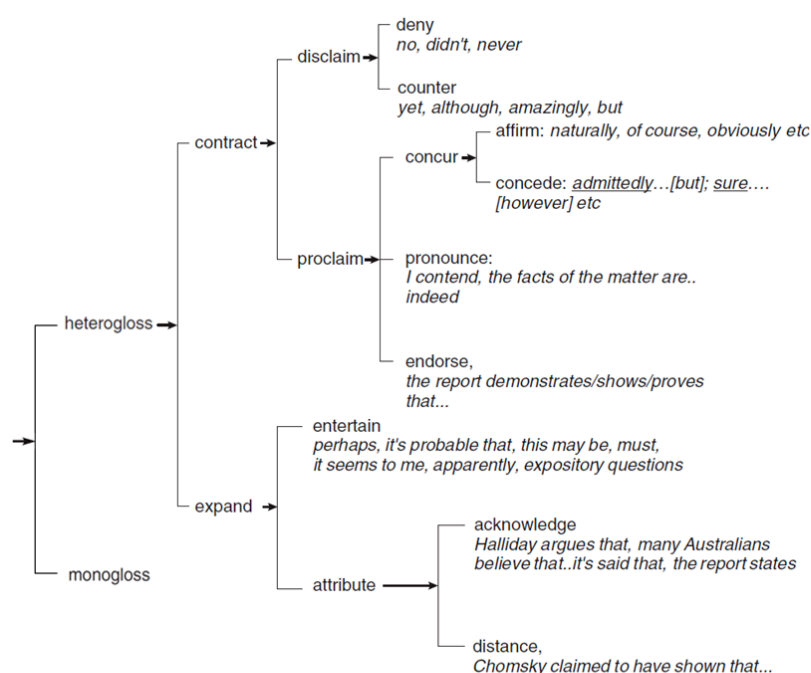 deny
no, didn't, never
disclaim
counter
yet, although, amazingly, but
contract
affirm: naturally, of course, obviously etc
concur
concede: admittedly…[but]; sure….
[however] etc
proclaim
pronounce:
I contend, the facts of the matter are..
indeed
heterogloss
endorse,
the report demonstrates/shows/proves
that...
entertain
perhaps, it's probable that, this may be, must,
it seems to me, apparently, expository questions
expand
acknowledge
Halliday argues that, many Australians
believe that..it's said that, the report states
monogloss
attribute
distance,
Chomsky claimed to have shown that...